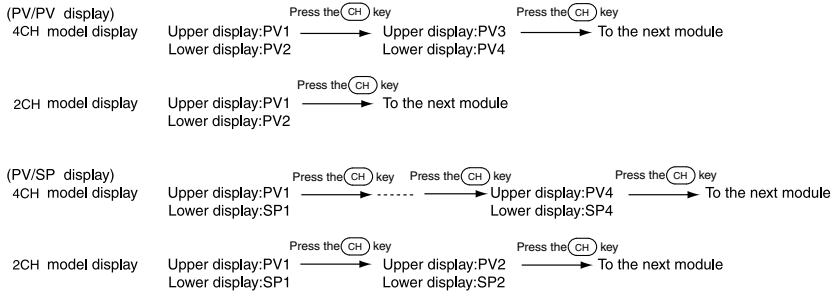 (PV/PV display)
Press the CH key Press the CH key
4CH model display Upper display:PV1 Upper display:PV3 To the next module
Lower display:PV2 Lower display:PV4
Press the CH key
2CH model display Upper display:PV1 To the next module
Lower display:PV2
(PV/SP display)
Press the CH key Press the CH key Press the CH key
4CH model display Upper display:PV1 Upper display:PV4 To the next module
Lower display:SP1 Lower display:SP4
Press the CH key Press the CH key
2CH model display Upper display:PV1 Upper display:PV2 To the next module
Lower display:SP1 Lower display:SP2